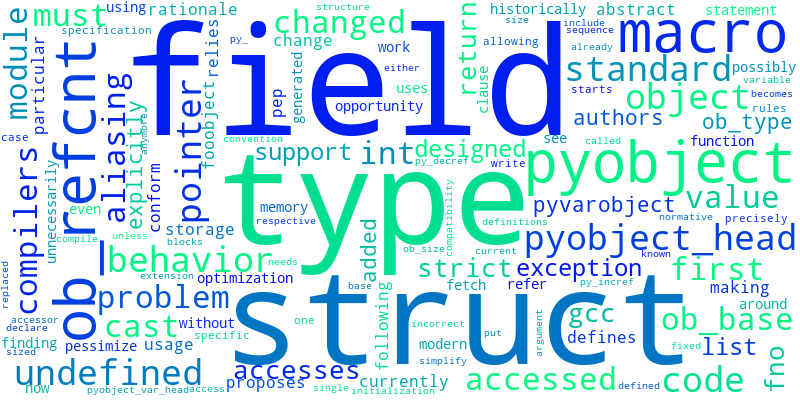 using
rationale
structure
historically abstract
statement
must
specification
changed
size
include
sequence
module
py_
change
work
allowing
already
macro
particular
field
relies
either
return
clause
standard
possibly
variable
generated
pep
uses
starts
becomes
object
rules
opportunity
authors
ob_type
case
ob_refcnt
aliasing
explicitly
anymore
pointer
fooobject
convention
support
int
designed
see
called
function
py_decref
write
pyobject
compilers
unnecessarily
even
conform
type
memory
respective
compatibility
definitions
pyvarobject
value
normative
precisely
compile
unless
storage
blocks
ob_size
current
pyobject_head
known
behavior
needs
added
strict
exception
first
replaced
extension
optimization
base
fetch
refer
py_incref
making
problem
struct
following
incorrect
put
argument
gcc
around
accessor
declare
sized
cast
without
specific
one
modern
simplify
defines
fixed
ob_base
list
finding
pessimize
usage
accesses
undefined
now
pyobject_var_head
access
proposes
single
currently
initialization
accessed
defined
code
fno